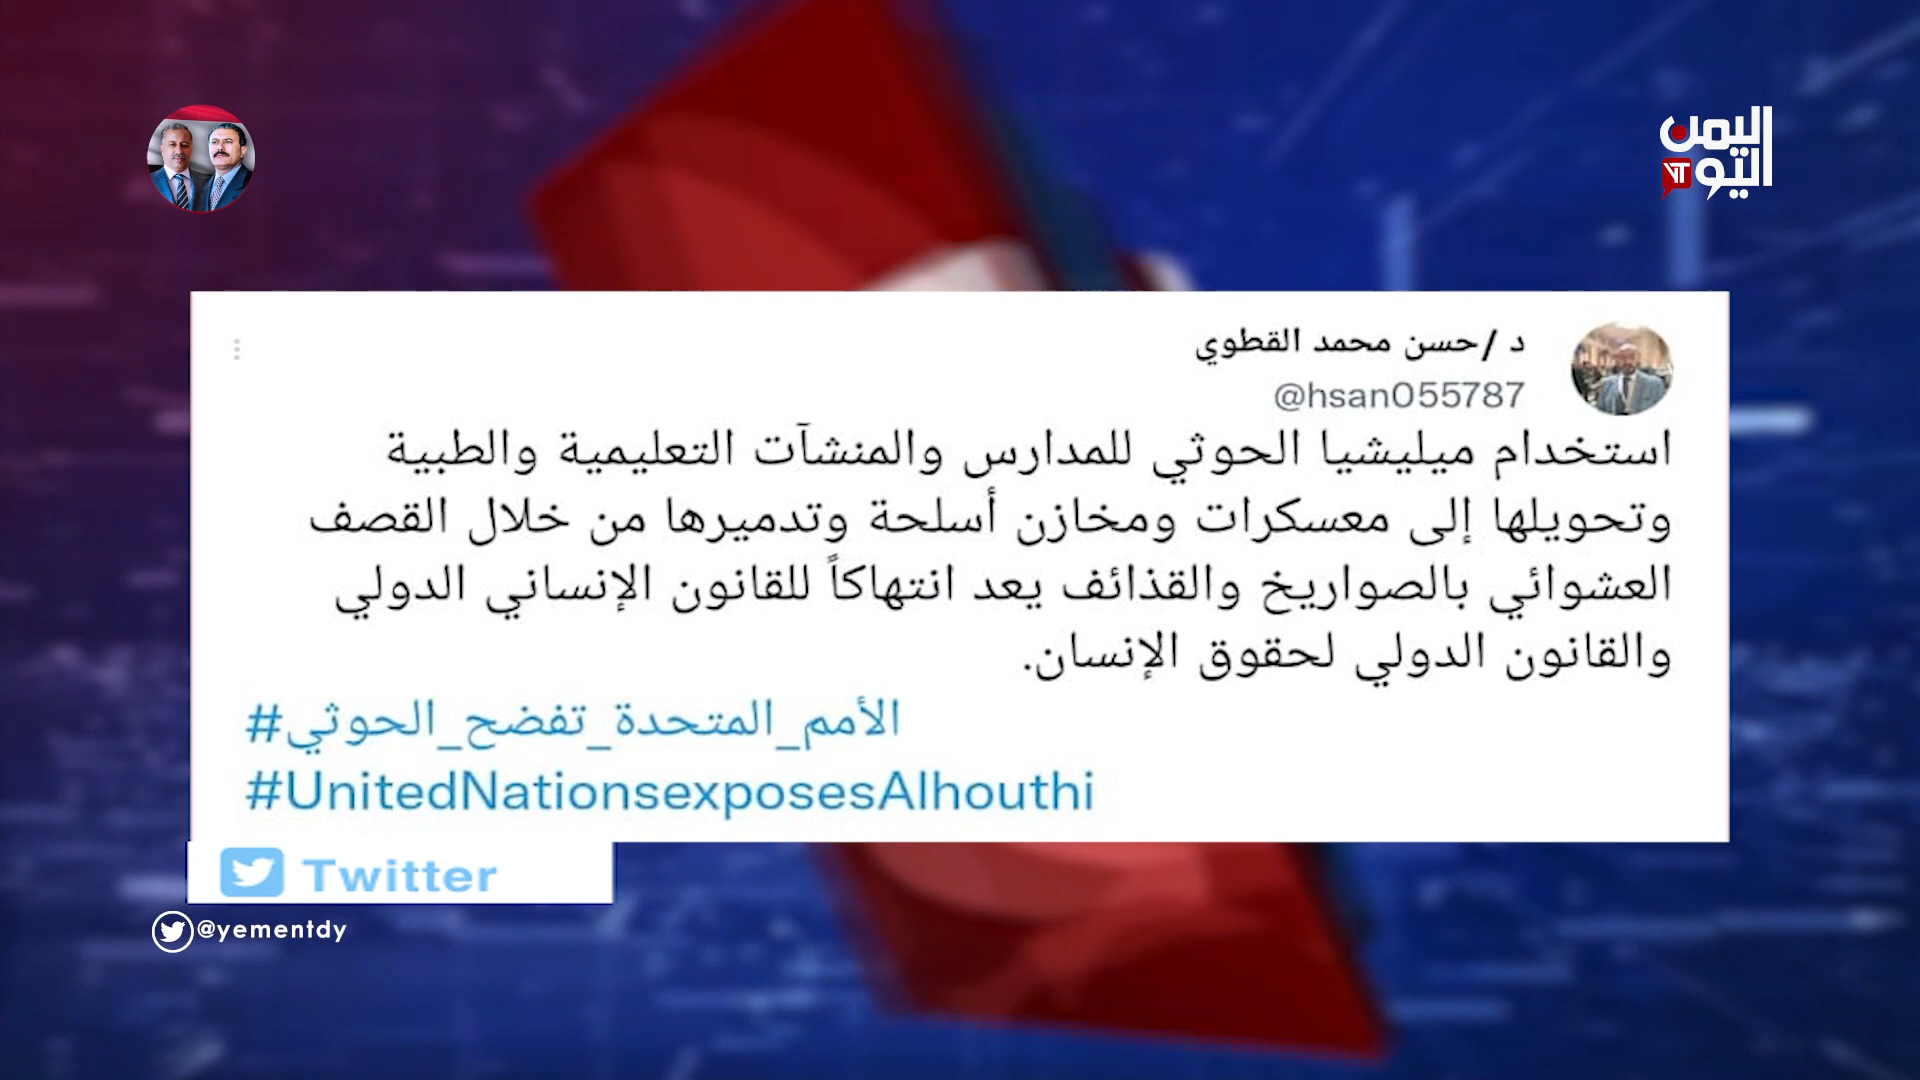 اليمن
اليوم
YT
د /حسن محمد القطوي
@hsan055787
استخدام ميليشيا الحوثي للمدارس والمنشآت التعليمية والطبية
وتحويلها إلى معسكرات ومخازن أسلحة وتدميرها من خلال القصف
العشوائي بالصواريخ والقذائف يعد انتهاكاً للقانون الإنساني الدولي
والقانون الدولي لحقوق الإنسان.
#الأمم_المتحدة_تفضح_الحوثي
#UnitedNationsexposesAlhouthi
Twitter
@yementdy